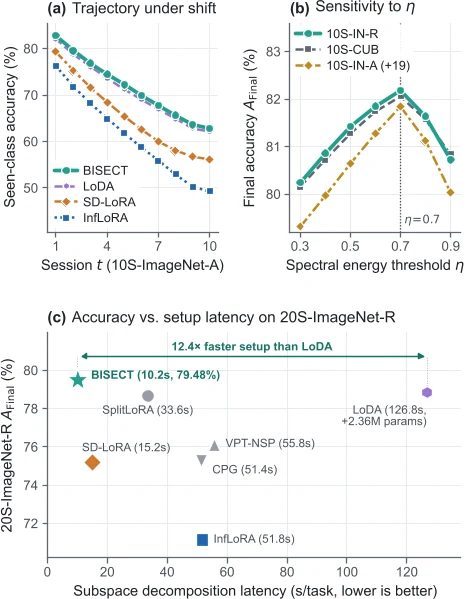 (a) Trajectory under shift
Seen-class accuracy (%)
80
70
60
50
BISECT
LoDA
SD-LoRA
InfLoRA
1
4
7
10
Session t (10S-ImageNet-A)
(b) Sensitivity to η
Final accuracy A_Final (%)
83
82
81
80
10S-IN-R
10S-CUB
10S-IN-A (+19)
η=0.7
0.3
0.5
0.7
0.9
Spectral energy threshold η
(c) Accuracy vs. setup latency on 20S-ImageNet-R
20S-ImageNet-R A_Final (%)
80
78
76
74
72
12.4× faster setup than LoDA
BISECT (10.2s, 79.48%)
SplitLoRA (33.6s)
LoDA (126.8s,
+2.36M params)
SD-LoRA (15.2s)
VPT-NSP (55.8s)
CPG (51.4s)
InfLoRA (51.8s)
0
20
40
60
80
100
120
Subspace decomposition latency (s/task, lower is better)